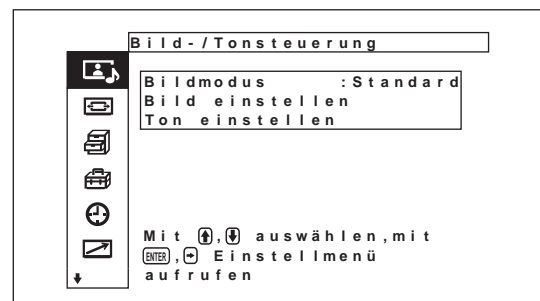 Bild-/Tonsteuerung
Bildmodus :Standard
Bild einstellen
Ton einstellen
Mit ,  auswählen,mit
ENTER ,  Einstellmenü
aufrufen